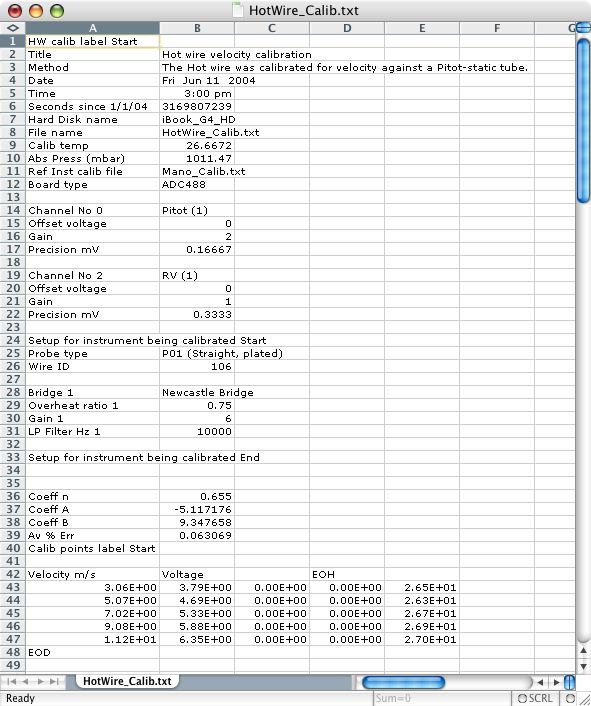 HotWire_Calib.txt
A B C D E F G
1 HW calib label Start
2 Title Hot wire velocity calibration
3 Method The Hot wire was calibrated for velocity against a Pitot-static tube.
4 Date Fri Jun 11 2004
5 Time 3:00 pm
6 Seconds since 1/1/04 3169807239
7 Hard Disk name iBook_G4_HD
8 File name HotWire_Calib.txt
9 Calib temp 26.6672
10 Abs Press (mbar) 1011.47
11 Ref Inst calib file Mano_Calib.txt
12 Board type ADC488
13
14 Channel No 0 Pitot (1)
15 Offset voltage 0
16 Gain 2
17 Precision mV 0.16667
18
19 Channel No 2 RV (1)
20 Offset voltage 0
21 Gain 1
22 Precision mV 0.3333
23
24 Setup for instrument being calibrated Start
25 Probe type P01 (Straight, plated)
26 Wire ID 106
27
28 Bridge 1 Newcastle Bridge
29 Overheat ratio 1 0.75
30 Gain 1 6
31 LP Filter Hz 1 10000
32
33 Setup for instrument being calibrated End
34
35
36 Coeff n 0.655
37 Coeff A -5.117176
38 Coeff B 9.347658
39 Av % Err 0.063069
40 Calib points label Start
41
42 Velocity m/s Voltage EOH
43 3.06E+00 3.79E+00 0.00E+00 0.00E+00 2.65E+01
44 5.07E+00 4.69E+00 0.00E+00 0.00E+00 2.63E+01
45 7.02E+00 5.33E+00 0.00E+00 0.00E+00 2.67E+01
46 9.08E+00 5.88E+00 0.00E+00 0.00E+00 2.69E+01
47 1.12E+01 6.35E+00 0.00E+00 0.00E+00 2.70E+01
48 EOD
49
HotWire_Calib.txt
Ready Sum=0 SCRL